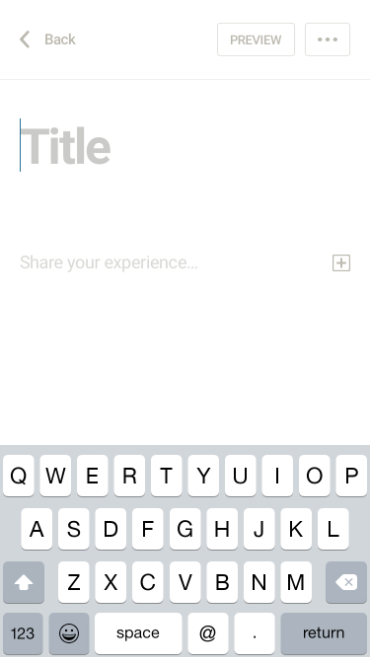 Back
PREVIEW
Title
Share your experience...
Q W E R T Y U I O P
A S D F G H J K L
Z X C V B N M
123 space @ . return